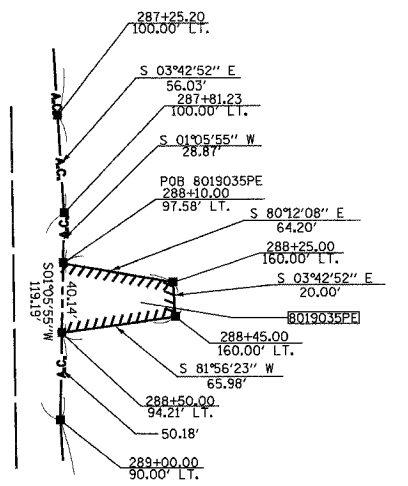 287+25.20
100.00' LT.
S 03°42'52" E
56.03'
287+81.23
100.00' LT.
S 01°05'55" W
28.87'
POB 8019035PE
288+10.00
97.58' LT.
S 80°12'08" E
64.20'
288+25.00
160.00' LT.
S 03°42'52" E
20.00'
8019035PE
288+45.00
160.00' LT.
S 81°56'23" W
65.98'
288+50.00
94.21' LT.
50.18'
289+00.00
90.00' LT.
A.C.
A.C.
A.C.
A.C.
40.14'
S01°05'55"W
119.19'